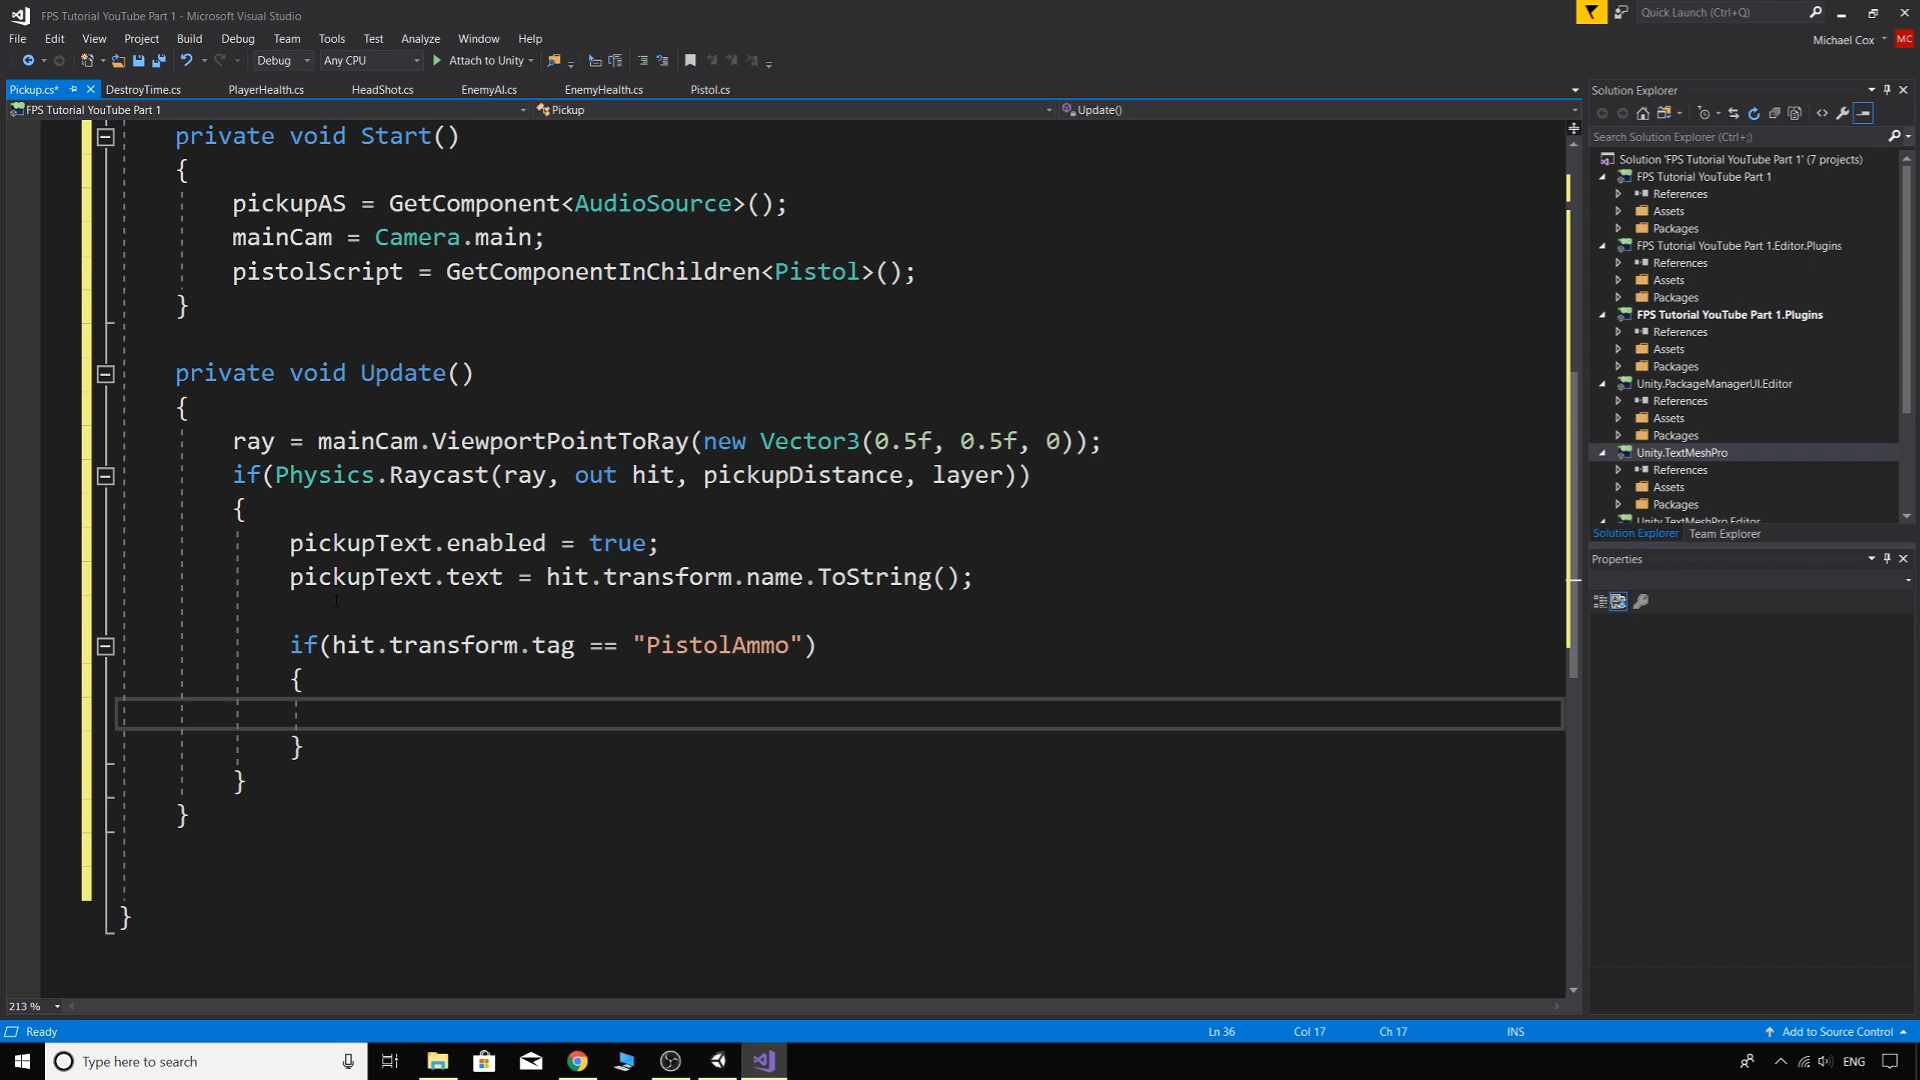 FPS Tutorial YouTube Part 1 - Microsoft Visual Studio
Quick Launch (Ctrl+Q)
File Edit View Project Build Debug Team Tools Test Analyze Window Help
Michael Cox MC
Debug Any CPU Attach to Unity
Pickup.cs* DestroyTime.cs PlayerHealth.cs HeadShot.cs EnemyAI.cs EnemyHealth.cs Pistol.cs
FPS Tutorial YouTube Part 1 Pickup Update()
private void Start()
{
pickupAS = GetComponent<AudioSource>();
mainCam = Camera.main;
pistolScript = GetComponentInChildren<Pistol>();
}
private void Update()
{
ray = mainCam.ViewportPointToRay(new Vector3(0.5f, 0.5f, 0));
if(Physics.Raycast(ray, out hit, pickupDistance, layer))
{
pickupText.enabled = true;
pickupText.text = hit.transform.name.ToString();
if(hit.transform.tag == "PistolAmmo")
{
}
}
}
}
213 %
Solution Explorer
Search Solution Explorer (Ctrl+;)
Solution 'FPS Tutorial YouTube Part 1' (7 projects)
FPS Tutorial YouTube Part 1
References
Assets
Packages
FPS Tutorial YouTube Part 1.Editor.Plugins
References
Assets
Packages
FPS Tutorial YouTube Part 1.Plugins
References
Assets
Packages
Unity.PackageManagerUI.Editor
References
Assets
Packages
Unity.TextMeshPro
References
Assets
Packages
Unity.TextMeshPro.Editor
Solution Explorer Team Explorer
Properties
Ready Ln 36 Col 17 Ch 17 INS Add to Source Control
Type here to search ENG